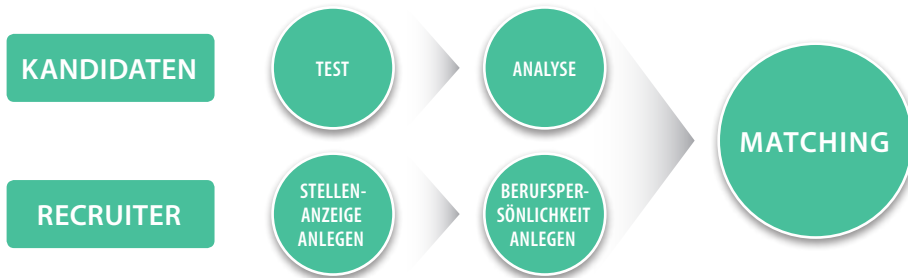 KANDIDATEN
TEST
ANALYSE
MATCHING
RECRUITER
STELLEN-
ANZEIGE
ANLEGEN
BERUFSPER-
SÖNLICHKEIT
ANLEGEN